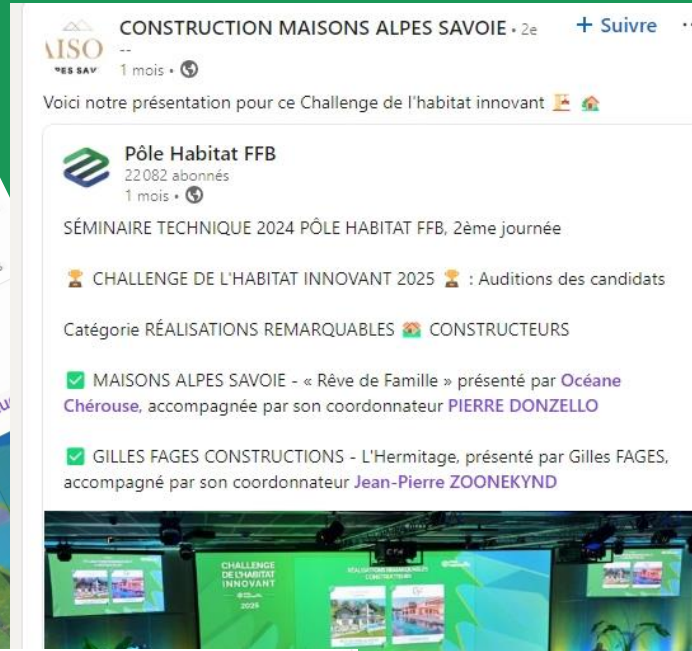 CONSTRUCTION MAISONS ALPES SAVOIE • 2e
+ Suivre
--
1 mois •
Voici notre présentation pour ce Challenge de l'habitat innovant
Pôle Habitat FFB
22 082 abonnés
1 mois •
SÉMINAIRE TECHNIQUE 2024 PÔLE HABITAT FFB, 2ème journée
🏆 CHALLENGE DE L'HABITAT INNOVANT 2025 🏆 : Auditions des candidats
Catégorie RÉALISATIONS REMARQUABLES 🏘️ CONSTRUCTEURS
✅ MAISONS ALPES SAVOIE - « Rêve de Famille » présenté par Océane
Chérouse, accompagnée par son coordonnateur PIERRE DONZELLO
✅ GILLES FAGES CONSTRUCTIONS - L'Hermitage, présenté par Gilles FAGES,
accompagné par son coordonnateur Jean-Pierre ZOONEKYND
CHALLENGE
DE L'HABITAT
INNOVANT
2025
RÉALISATIONS REMARQUABLES
CONSTRUCTEURS